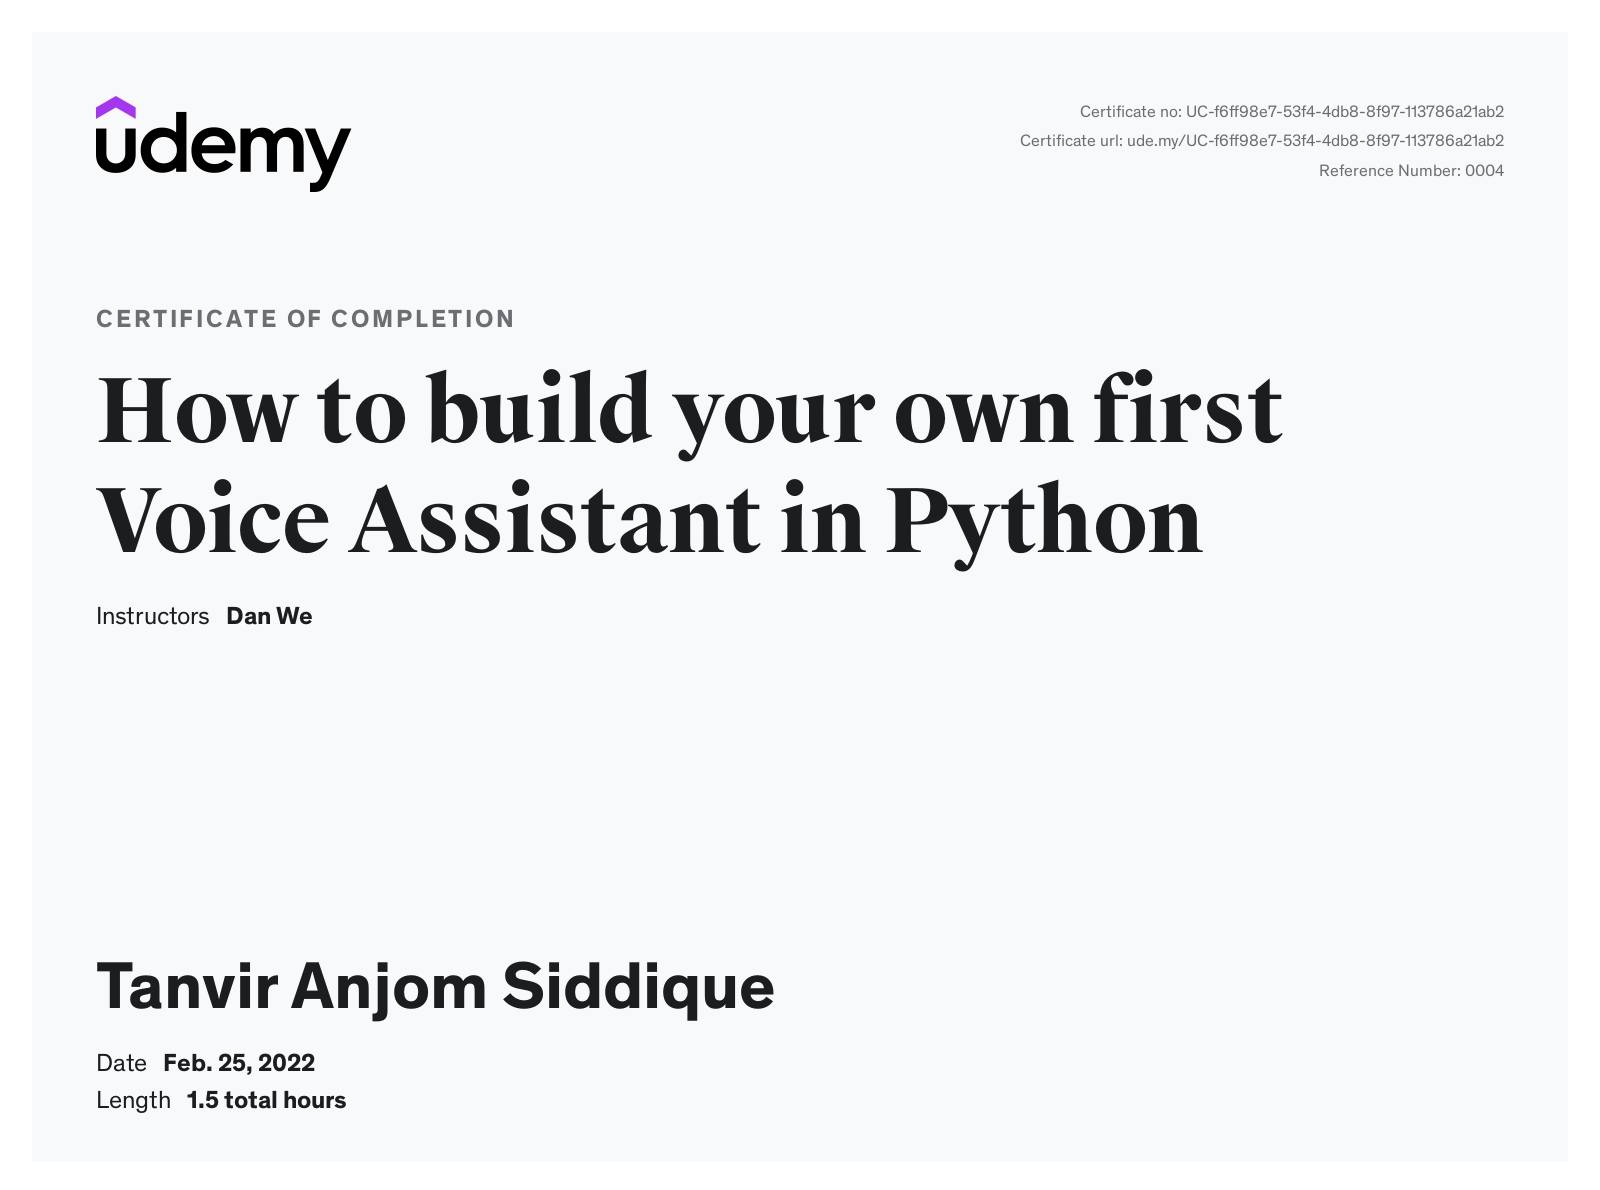 udemy
Certificate no: UC-f6ff98e7-53f4-4db8-8f97-113786a21ab2
Certificate url: ude.my/UC-f6ff98e7-53f4-4db8-8f97-113786a21ab2
Reference Number: 0004
CERTIFICATE OF COMPLETION
How to build your own first
Voice Assistant in Python
Instructors Dan We
Tanvir Anjom Siddique
Date Feb. 25, 2022
Length 1.5 total hours